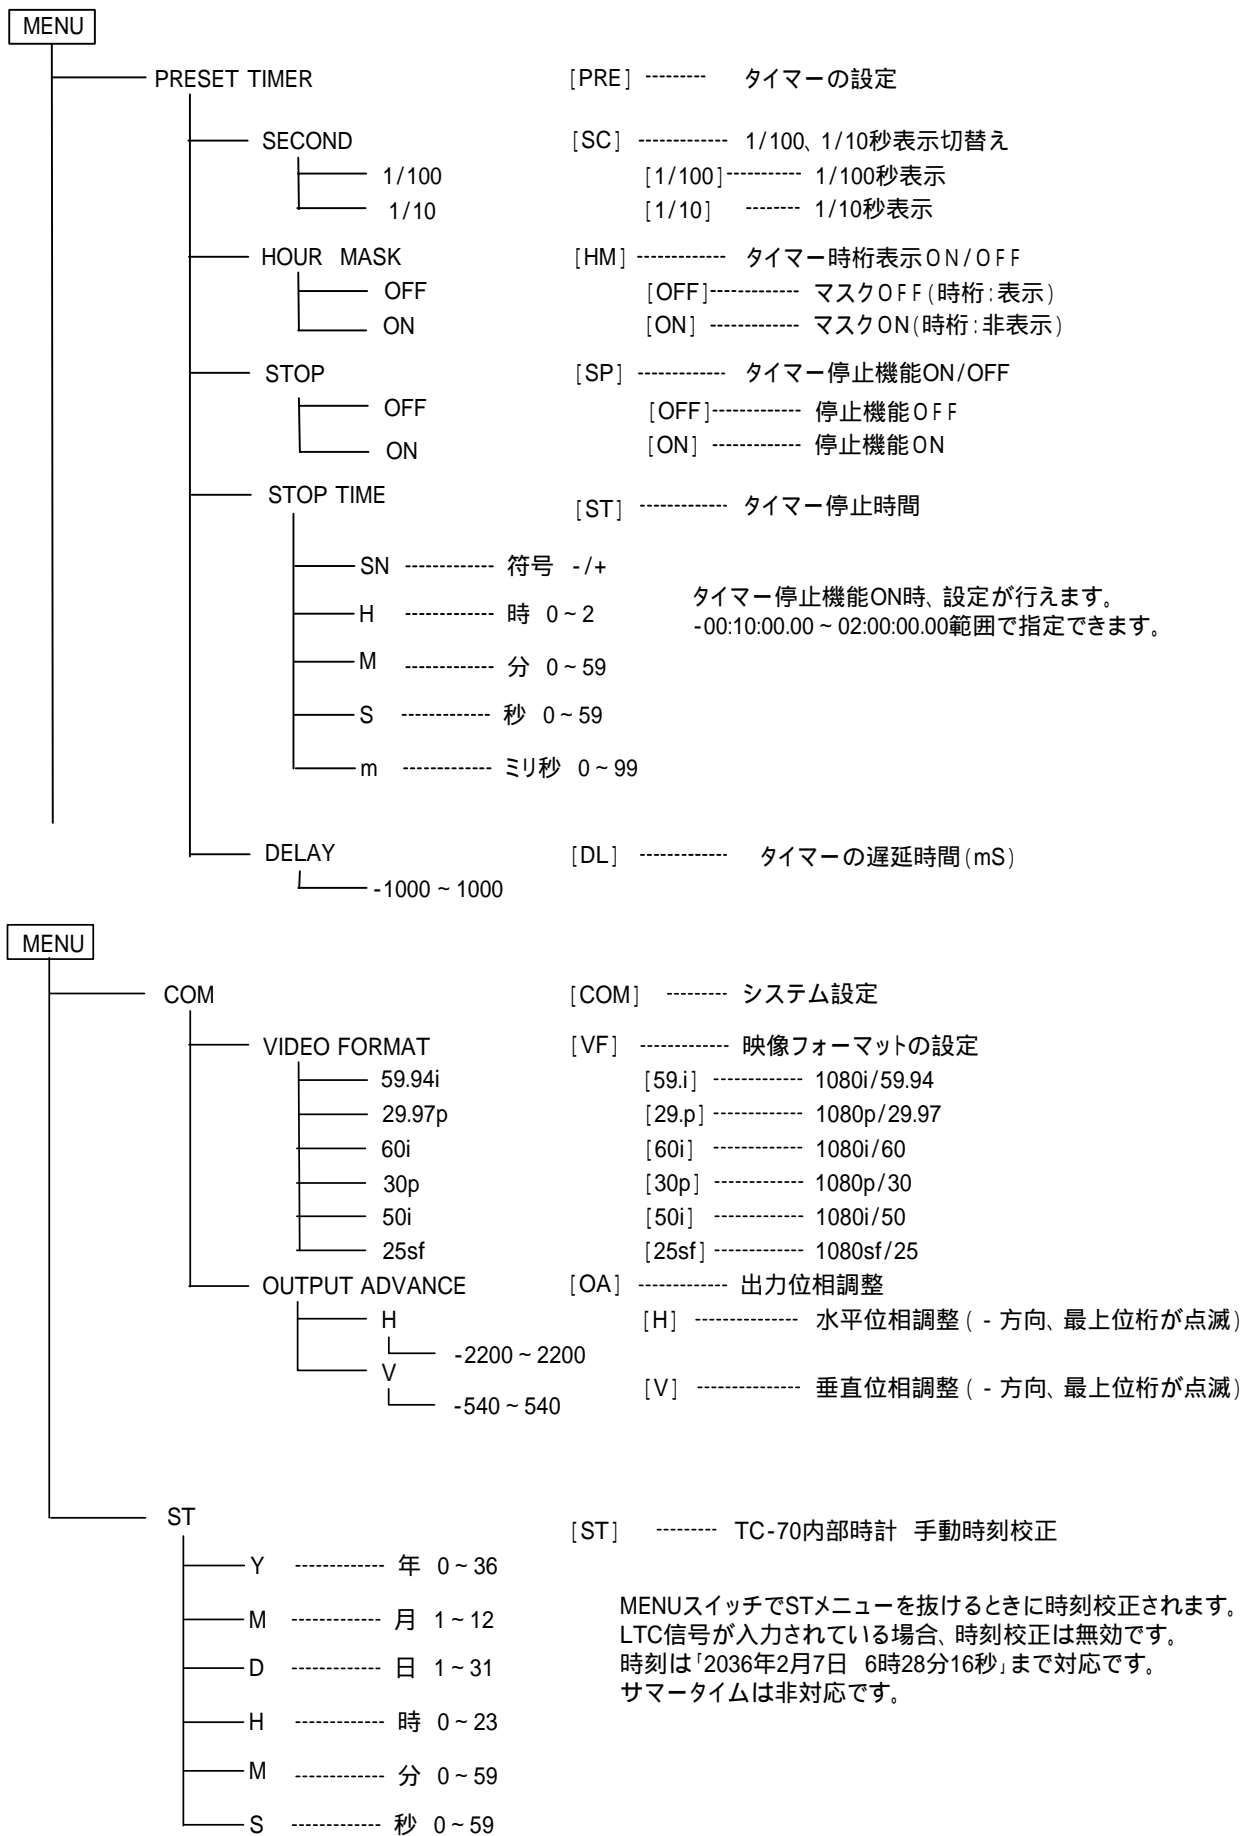 MENU
PRESET TIMER [PRE] --------- タイマーの設定
SECOND [SC] ------------- 1/100、1/10秒表示切替え
1/100 [1/100]----------- 1/100秒表示
1/10 [1/10] -------- 1/10秒表示
HOUR MASK [HM] ------------- タイマー時桁表示ON/OFF
OFF [OFF]------------- マスクOFF(時桁:表示)
ON [ON] ------------- マスクON(時桁:非表示)
STOP [SP] ------------- タイマー停止機能ON/OFF
OFF [OFF]------------- 停止機能OFF
ON [ON] ------------- 停止機能ON
STOP TIME [ST] ------------- タイマー停止時間
SN ------------- 符号 -/+
タイマー停止機能ON時、設定が行えます。
H ------------- 時 0~2
-00:10:00.00~02:00:00.00範囲で指定できます。
M ------------- 分 0~59
S ------------- 秒 0~59
m ------------- ミリ秒 0~99
DELAY [DL] ------------- タイマーの遅延時間(mS)
-1000~1000
MENU
COM [COM] --------- システム設定
VIDEO FORMAT [VF] ------------- 映像フォーマットの設定
59.94i [59.i] ------------- 1080i/59.94
29.97p [29.p] ------------- 1080p/29.97
60i [60i] ------------- 1080i/60
30p [30p] ------------- 1080p/30
50i [50i] ------------- 1080i/50
25sf [25sf] ------------- 1080sf/25
OUTPUT ADVANCE [OA] ------------- 出力位相調整
H [H] --------------- 水平位相調整(-方向、最上位桁が点滅)
-2200~2200
V [V] --------------- 垂直位相調整(-方向、最上位桁が点滅)
-540~540
ST [ST] --------- TC-70内部時計 手動時刻校正
Y ------------- 年 0~36
MENUスイッチでSTメニューを抜けるときに時刻校正されます。
M ------------- 月 1~12
LTC信号が入力されている場合、時刻校正は無効です。
D ------------- 日 1~31
時刻は「2036年2月7日 6時28分16秒」まで対応です。
サマータイムは非対応です。
H ------------- 時 0~23
M ------------- 分 0~59
S ------------- 秒 0~59